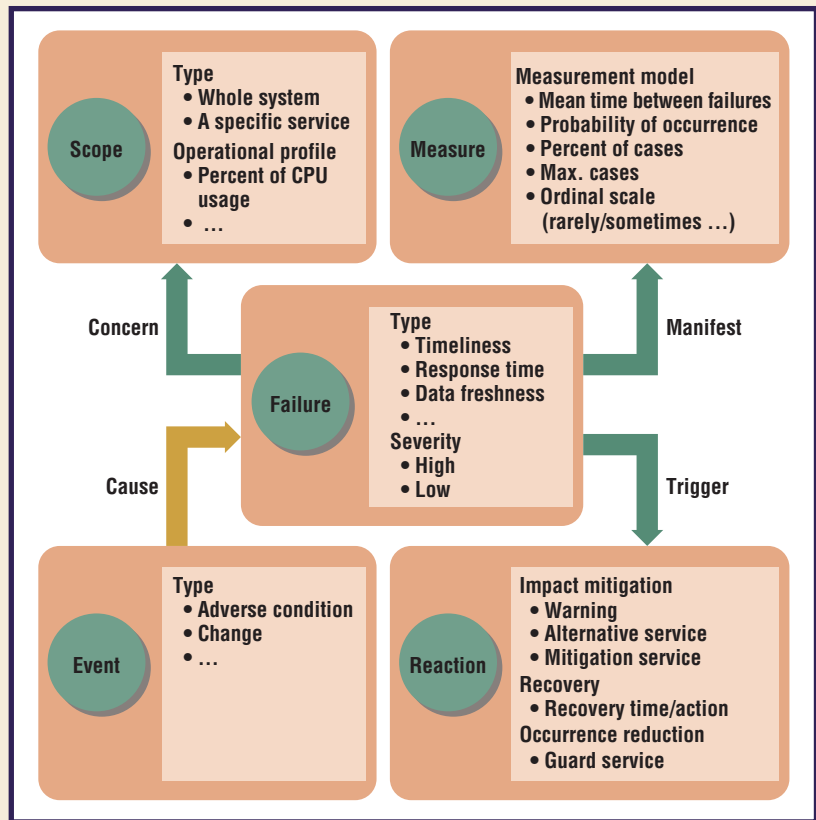 Scope
Type
• Whole system
• A specific service
Operational profile
• Percent of CPU
usage
• ...
Measure
Measurement model
• Mean time between failures
• Probability of occurrence
• Percent of cases
• Max. cases
• Ordinal scale
(rarely/sometimes ...)
Concern
Manifest
Failure
Type
• Timeliness
• Response time
• Data freshness
• ...
Severity
• High
• Low
Cause
Trigger
Event
Type
• Adverse condition
• Change
• ...
Reaction
Impact mitigation
• Warning
• Alternative service
• Mitigation service
Recovery
• Recovery time/action
Occurrence reduction
• Guard service